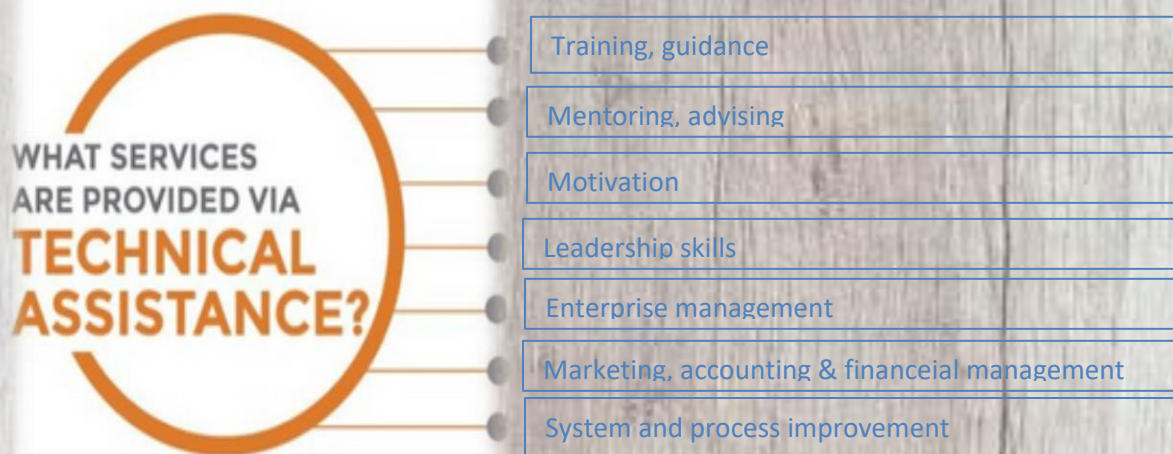 WHAT SERVICES
ARE PROVIDED VIA
TECHNICAL
ASSISTANCE?
Training, guidance
Mentoring, advising
Motivation
Leadership skills
Enterprise management
Marketing, accounting & financeial management
System and process improvement